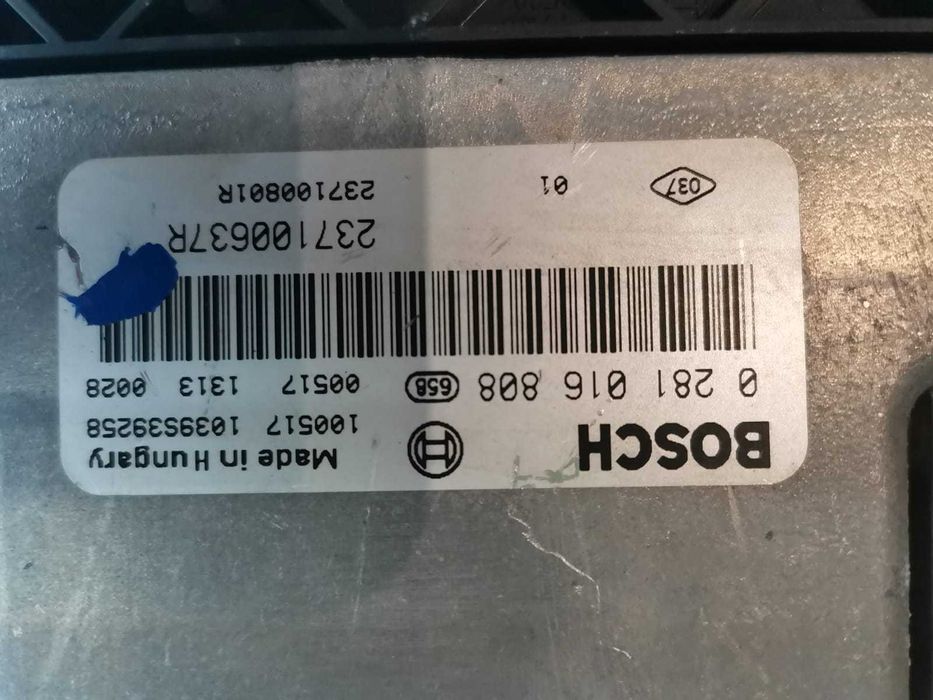 BOSCH Made in Hungary
100517 1039S39258
0 281 016 808 658 00517 1313 0028
237100637R
037 01 237100801R